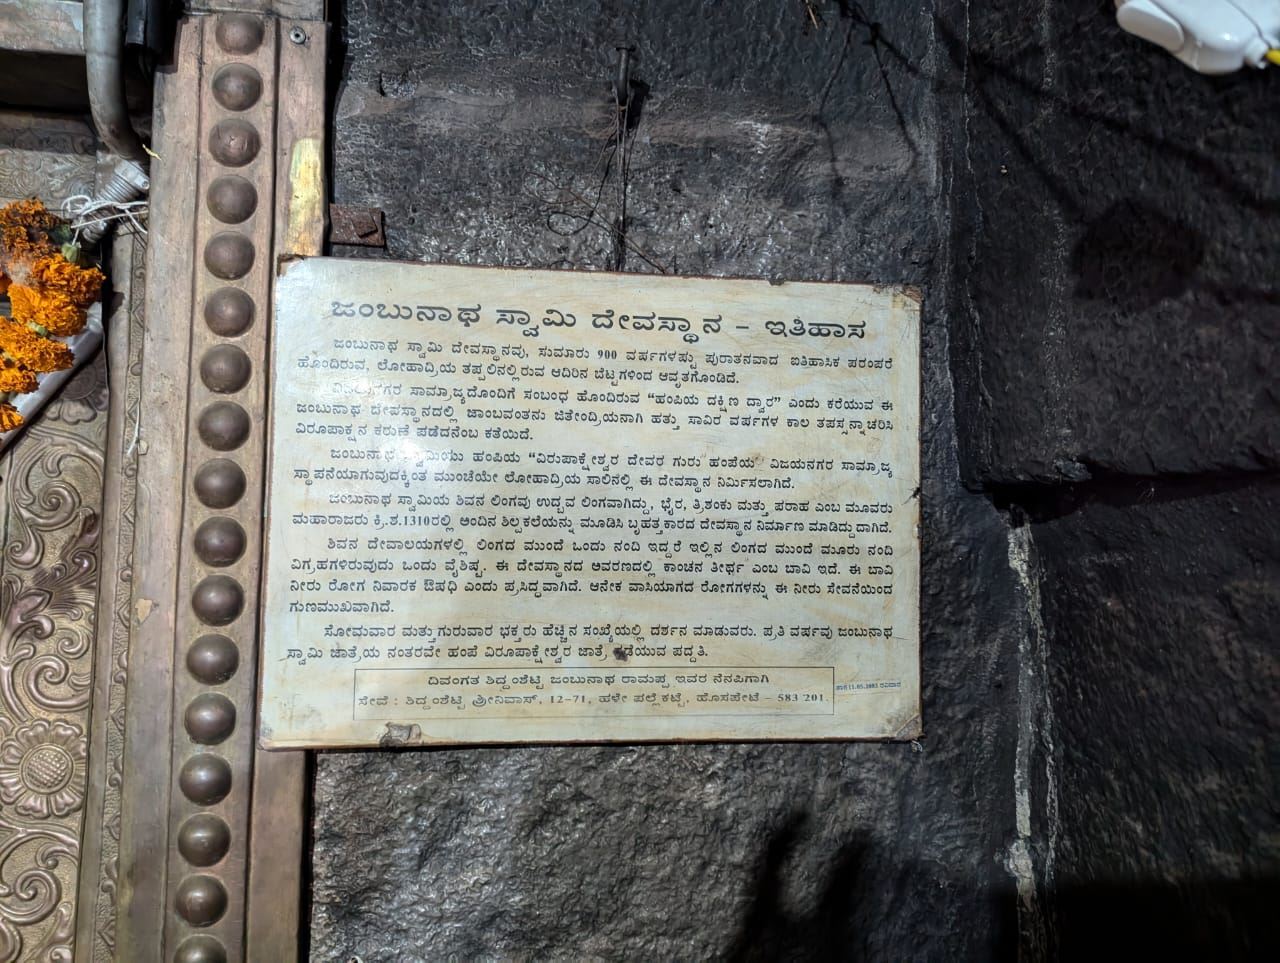 ಜಂಬುನಾಥ ಸ್ವಾಮಿ ದೇವಸ್ಥಾನ – ಇತಿಹಾಸ
ಜಂಬುನಾಥ ಸ್ವಾಮಿ ದೇವಸ್ಥಾನವು, ಸುಮಾರು 900 ವರ್ಷಗಳಷ್ಟು ಪುರಾತನವಾದ ಐತಿಹಾಸಿಕ ಪರಂಪರೆ
ಹೊಂದಿರುವ, ಲೋಹಾದ್ರಿಯ ತಪ್ಪಲಿನಲ್ಲಿರುವ ಆದಿರಿನ ಬೆಟ್ಟಗಳಿಂದ ಆವೃತಗೊಂಡಿದೆ.
ವಿಜಯನಗರ ಸಾಮ್ರಾಜ್ಯದೊಂದಿಗೆ ಸಂಬಂಧ ಹೊಂದಿರುವ “ಹಂಪಿಯ ದಕ್ಷಿಣ ದ್ವಾರ” ಎಂದು ಕರೆಯುವ ಈ
ಜಂಬುನಾಥ ದೇವಸ್ಥಾನದಲ್ಲಿ ಜಾಂಬವಂತನು ಜಿತೇಂದ್ರಿಯನಾಗಿ ಹತ್ತು ಸಾವಿರ ವರ್ಷಗಳ ಕಾಲ ತಪಸ್ಸನ್ನಾಚರಿಸಿ
ವಿರೂಪಾಕ್ಷನ ಕರುಣೆ ಪಡೆದನೆಂಬ ಕತೆಯಿದೆ.
ಜಂಬುನಾಥ ಸ್ವಾಮಿಯು ಹಂಪಿಯ “ವಿರುಪಾಕ್ಷೇಶ್ವರ ದೇವರ ಗುರು ಹಂಪೆಯ” ವಿಜಯನಗರ ಸಾಮ್ರಾಜ್ಯ
ಸ್ಥಾಪನೆಯಾಗುವುದಕ್ಕಿಂತ ಮುಂಚೆಯೇ ಲೋಹಾದ್ರಿಯ ಸಾಲಿನಲ್ಲಿ ಈ ದೇವಸ್ಥಾನ ನಿರ್ಮಿಸಲಾಗಿದೆ.
ಜಂಬುನಾಥ ಸ್ವಾಮಿಯ ಶಿವನ ಲಿಂಗವು ಉದ್ಭವ ಲಿಂಗವಾಗಿದ್ದು, ಭೈರ, ತ್ರಿಶಂಕು ಮತ್ತು ಪರಾಹ ಎಂಬ ಮೂವರು
ಮಹಾರಾಜರು ಕ್ರಿ.ಶ.1310ರಲ್ಲಿ ಅಂದಿನ ಶಿಲ್ಪಕಲೆಯನ್ನು ಮೂಡಿಸಿ ಬೃಹತ್ತಕಾರದ ದೇವಸ್ಥಾನ ನಿರ್ಮಾಣ ಮಾಡಿದ್ದುದಾಗಿದೆ.
ಶಿವನ ದೇವಾಲಯಗಳಲ್ಲಿ ಲಿಂಗದ ಮುಂದೆ ಒಂದು ನಂದಿ ಇದ್ದರೆ ಇಲ್ಲಿನ ಲಿಂಗದ ಮುಂದೆ ಮೂರು ನಂದಿ
ವಿಗ್ರಹಗಳಿರುವುದು ಒಂದು ವೈಶಿಷ್ಟ. ಈ ದೇವಸ್ಥಾನದ ಆವರಣದಲ್ಲಿ ಕಾಂಚನ ತೀರ್ಥ ಎಂಬ ಬಾವಿ ಇದೆ. ಈ ಬಾವಿ
ನೀರು ರೋಗ ನಿವಾರಕ ಔಷಧಿ ಎಂದು ಪ್ರಸಿದ್ಧವಾಗಿದೆ. ಅನೇಕ ವಾಸಿಯಾಗದ ರೋಗಗಳನ್ನು ಈ ನೀರು ಸೇವನೆಯಿಂದ
ಗುಣಮುಖಿವಾಗಿದೆ.
ಸೋಮವಾರ ಮತ್ತು ಗುರುವಾರ ಭಕ್ತರು ಹೆಚ್ಚಿನ ಸಂಖ್ಯೆಯಲ್ಲಿ ದರ್ಶನ ಮಾಡುವರು. ಪ್ರತಿ ವರ್ಷವು ಜಂಬುನಾಥ
ಸ್ವಾಮಿ ಜಾತ್ರೆಯ ನಂತರವೇ ಹಂಪೆ ವಿರೂಪಾಕ್ಷೇಶ್ವರ ಜಾತ್ರೆ ನಡೆಯುವ ಪದ್ದತಿ.
ದಿವಂಗತ ಶಿದ್ದಂಶೆಟ್ಟಿ ಜಂಬುನಾಥ ರಾಮಪ್ಪ ಇವರ ನೆನಪಿಗಾಗಿ
ಸೇವೆ : ಶಿದ್ದಂಶೆಟ್ಟಿ ಶ್ರೀನಿವಾಸ್, 12–71, ಹಳೇ ಪಲ್ಲೆಕಟ್ಟೆ, ಹೊಸಪೇಟೆ – 583 201.